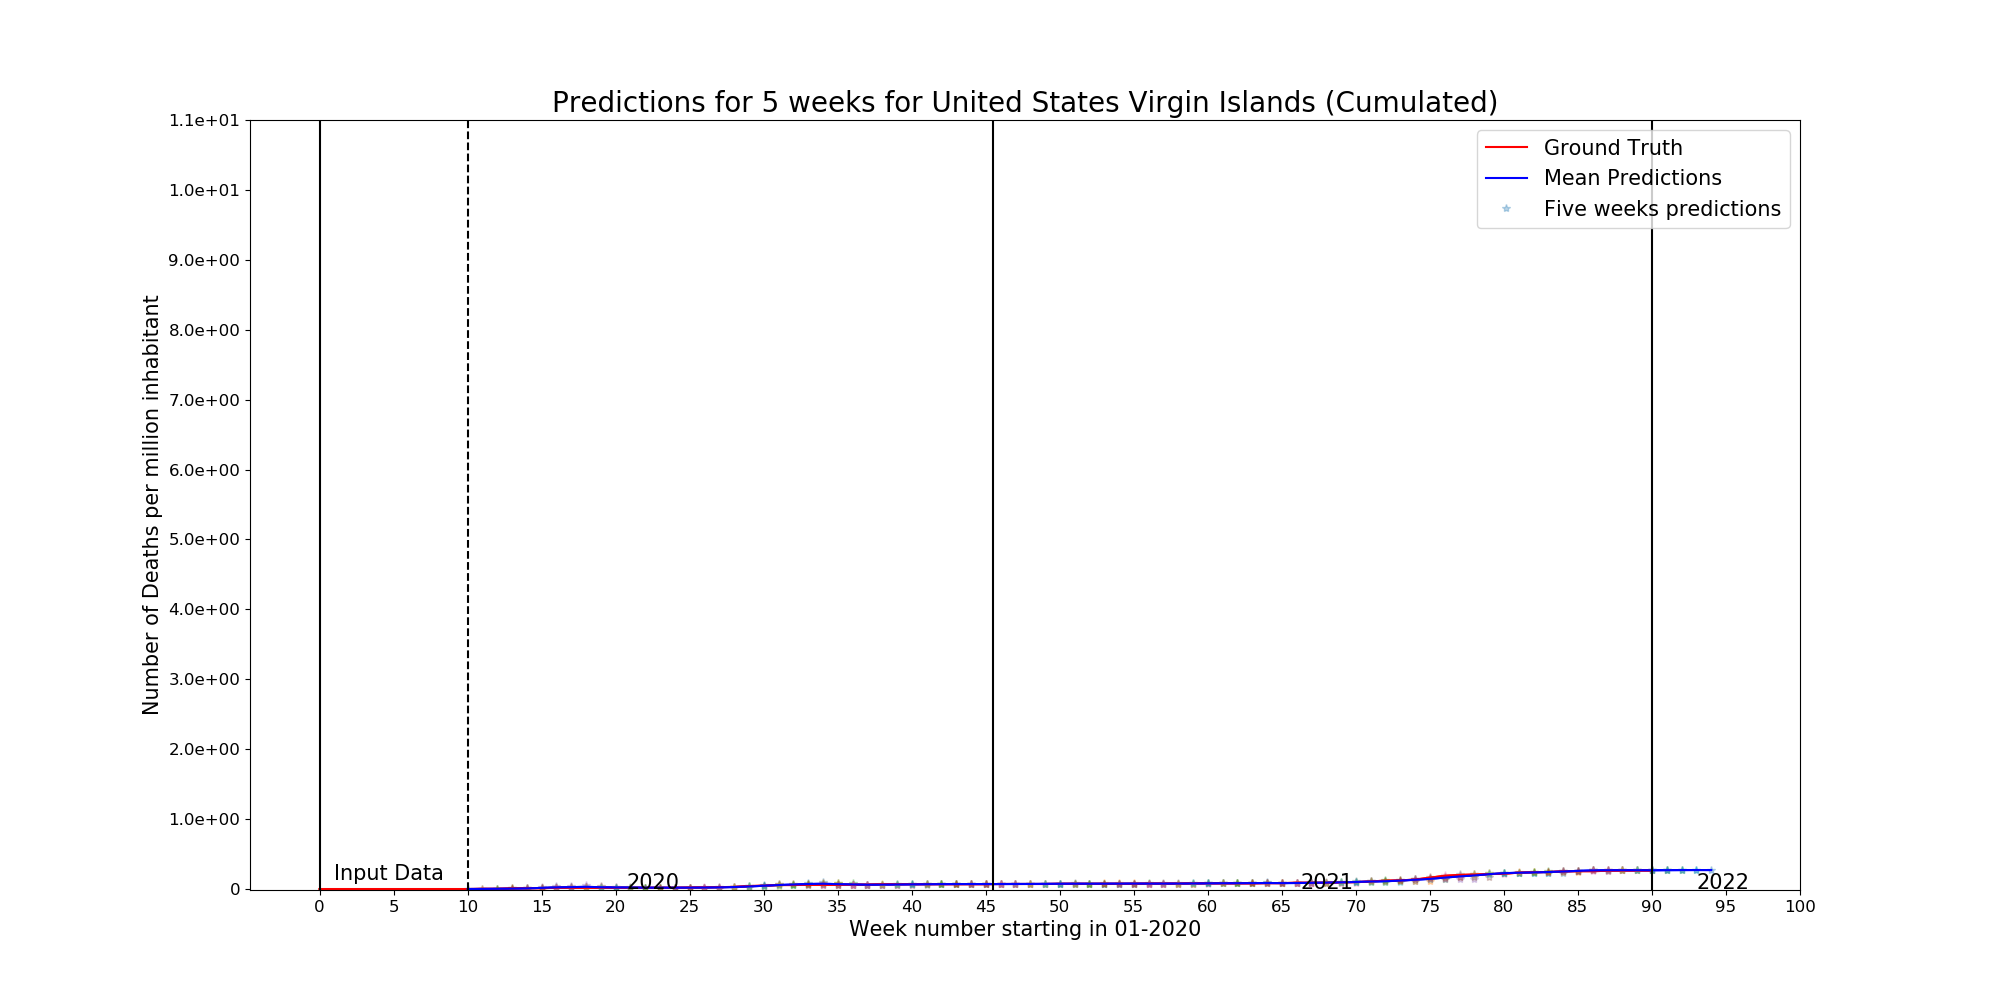 Predictions for 5 weeks for United States Virgin Islands (Cumulated)
1.1e+01
1.0e+01
9.0e+00
8.0e+00
7.0e+00
6.0e+00
5.0e+00
4.0e+00
3.0e+00
2.0e+00
1.0e+00
0
Number of Deaths per million inhabitant
Ground Truth
Mean Predictions
Five weeks predictions
Input Data
2020
2021
2022
0 5 10 15 20 25 30 35 40 45 50 55 60 65 70 75 80 85 90 95 100
Week number starting in 01-2020